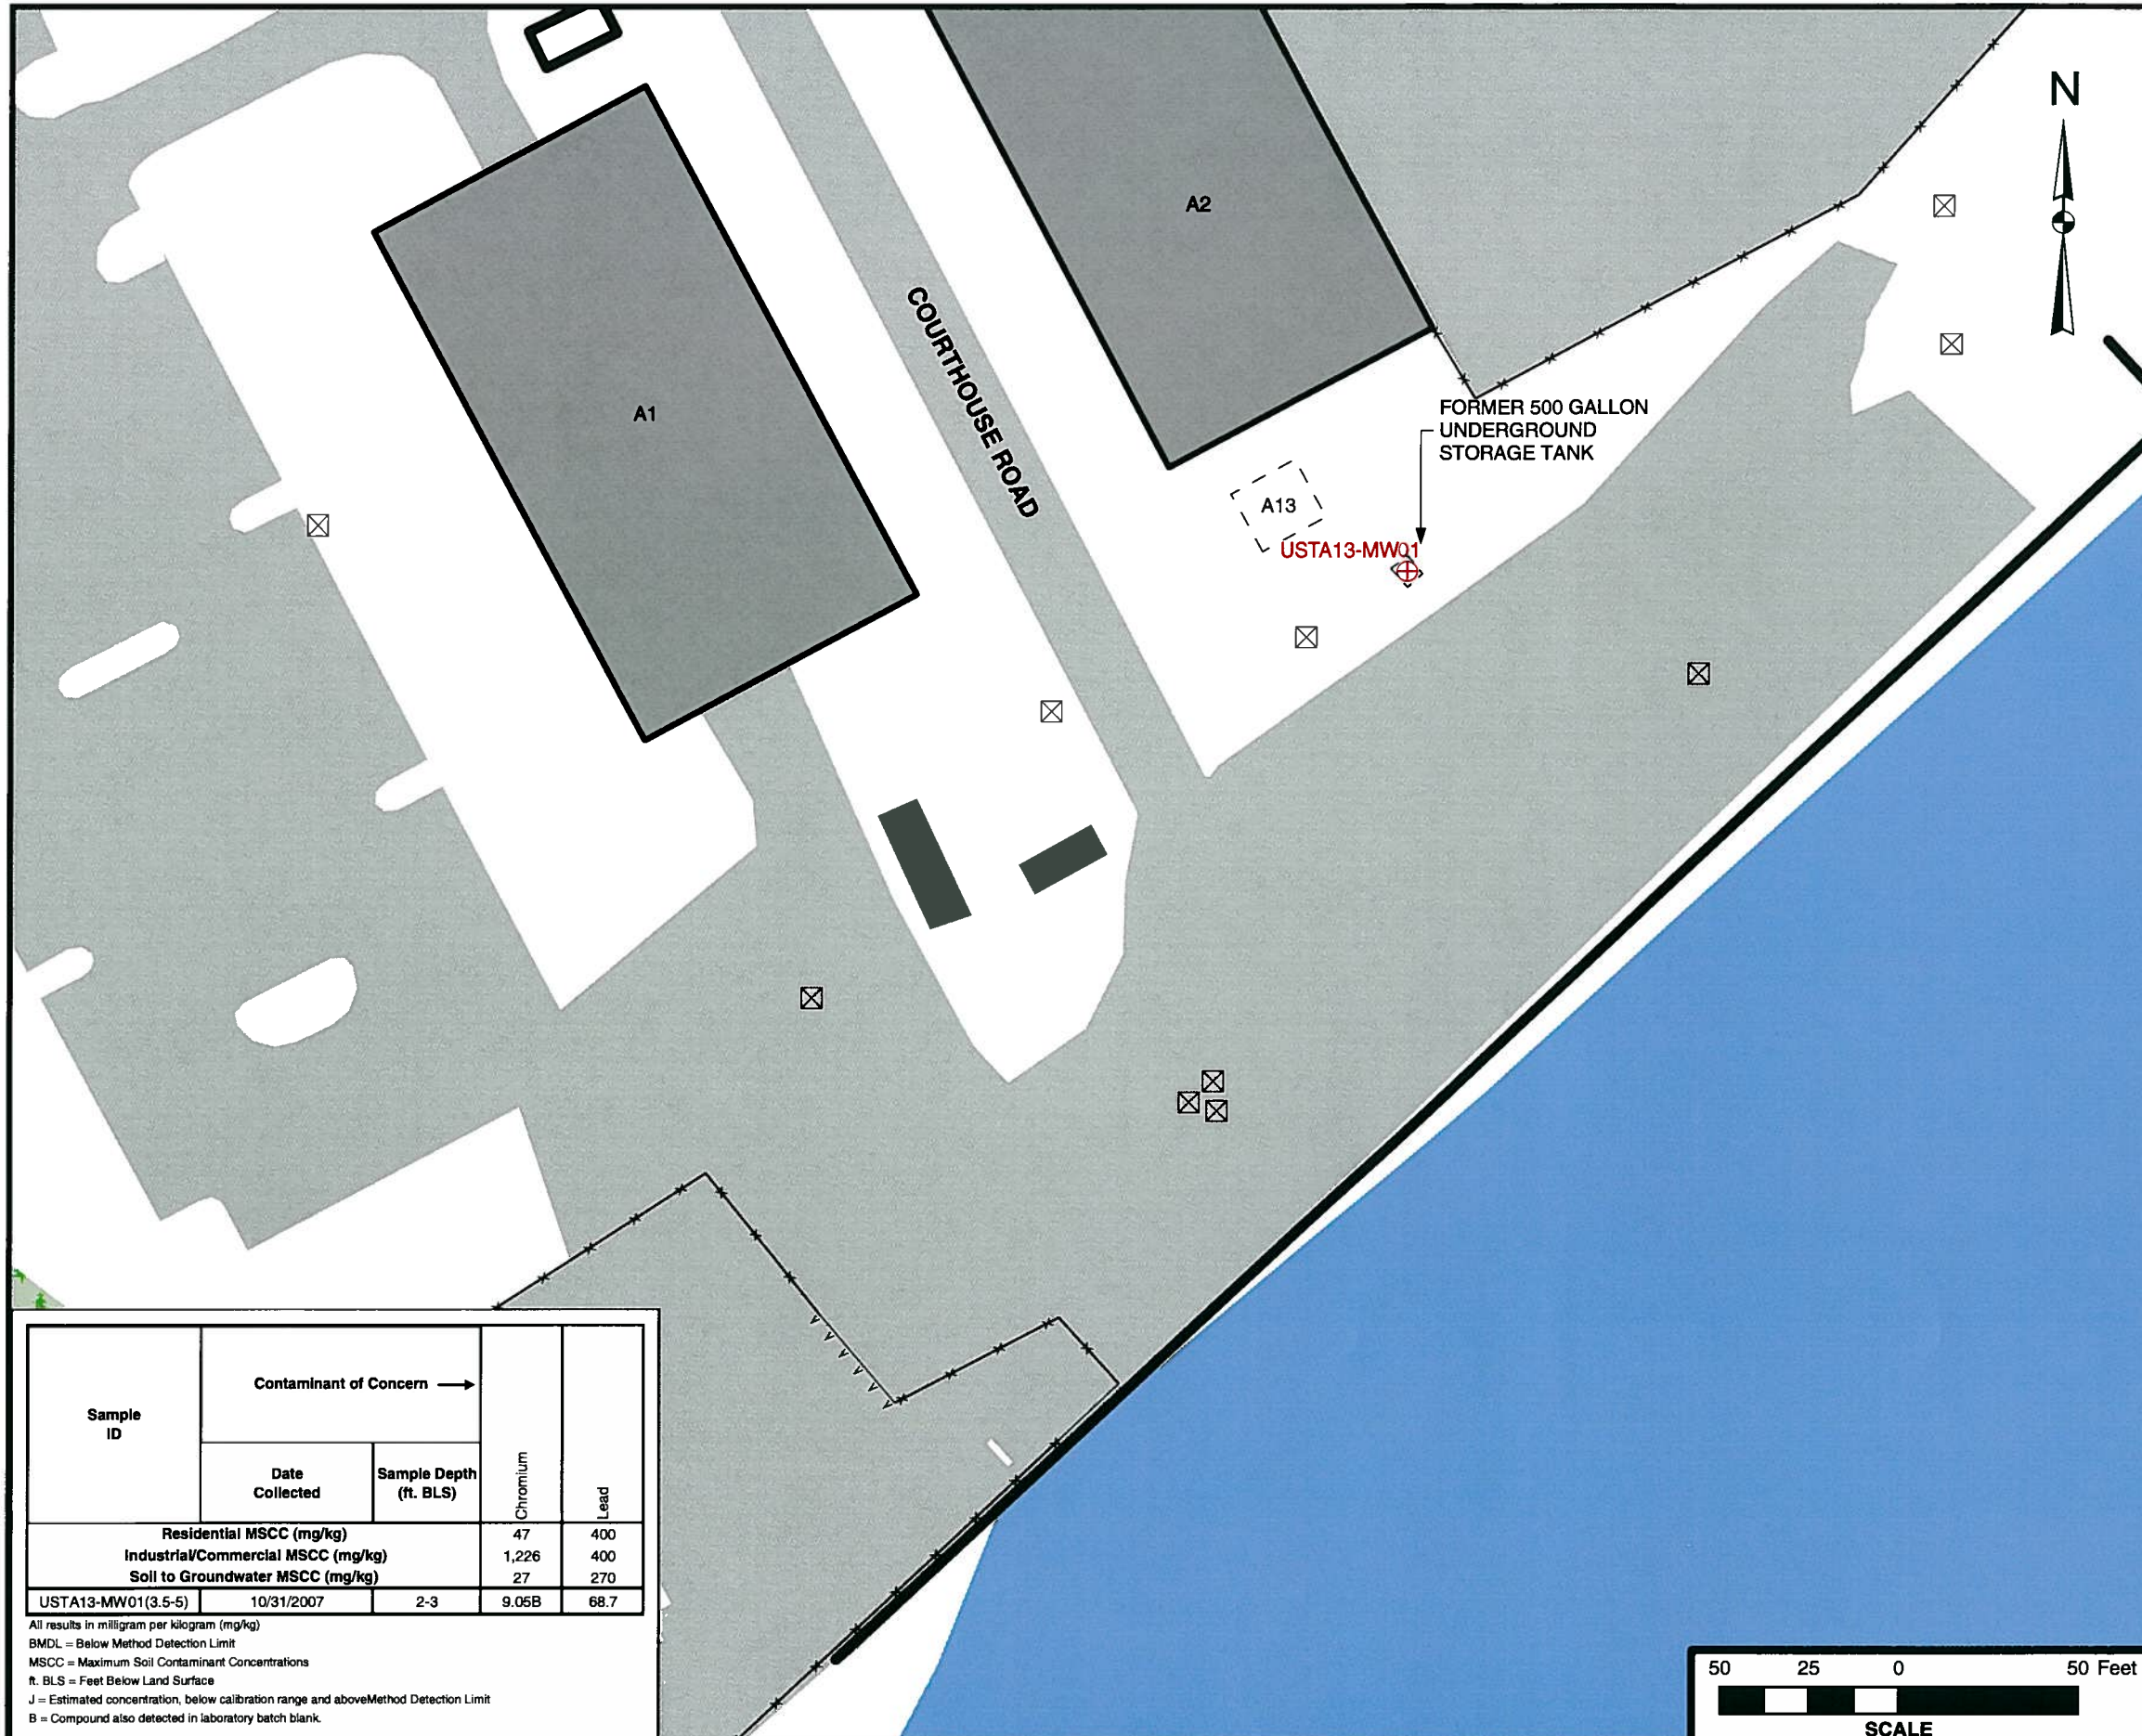 N
A2
A1
COURTHOUSE ROAD
FORMER 500 GALLON
UNDERGROUND
STORAGE TANK
A13
USTA13-MW01
Sample
ID
Contaminant of Concern
Date
Collected
Sample Depth
(ft. BLS)
Chromium
Lead
Residential MSCC (mg/kg) 47 400
Industrial/Commercial MSCC (mg/kg) 1,226 400
Soil to Groundwater MSCC (mg/kg) 27 270
USTA13-MW01(3.5-5) 10/31/2007 2-3 9.05B 68.7
All results in milligram per kilogram (mg/kg)
BMDL = Below Method Detection Limit
MSCC = Maximum Soil Contaminant Concentrations
ft. BLS = Feet Below Land Surface
J = Estimated concentration, below calibration range and aboveMethod Detection Limit
B = Compound also detected in laboratory batch blank.
50 25 0 50 Feet
SCALE